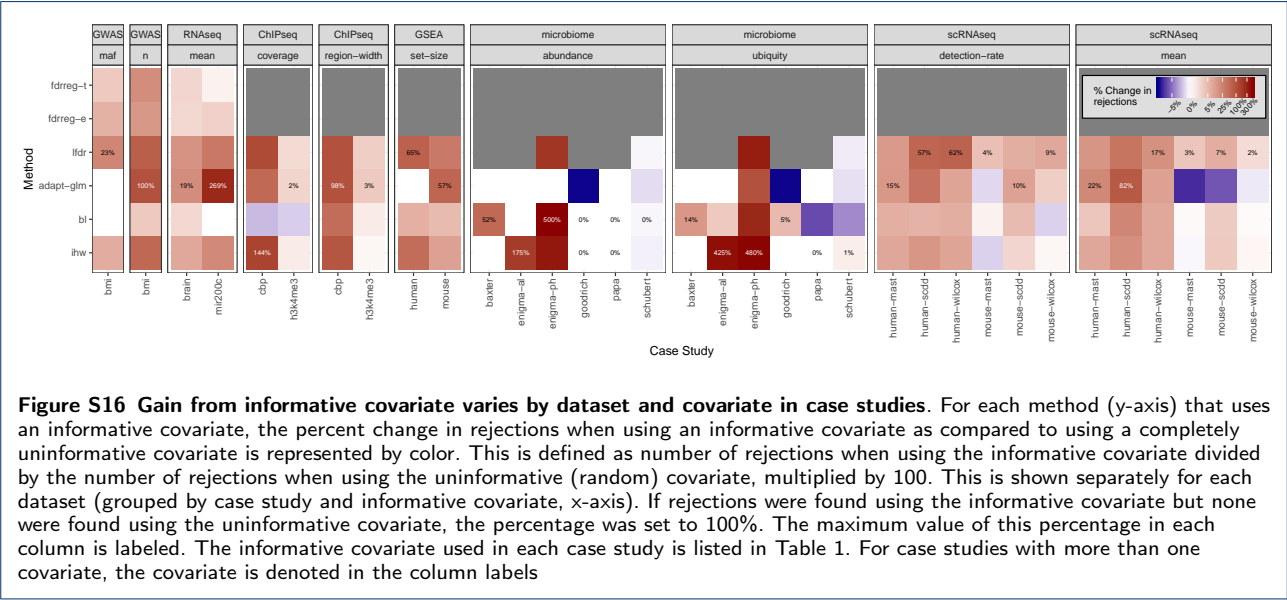 GWAS GWAS RNAseq ChIPseq ChIPseq GSEA microbiome microbiome scRNAseq scRNAseq
maf n mean coverage region−width set−size abundance ubiquity detection−rate mean
fdrreg−t
fdrreg−e
lfdr
adapt−glm
bl
ihw
Method
% Change in
rejections
−5% 0% 5% 25% 100% 300%
23% 65% 57% 62% 4% 9% 17% 3% 7% 2%
100% 19% 269% 2% 98% 3% 57% 15% 10% 22% 82%
52% 500% 0% 0% 0% 14% 5%
144% 175% 0% 0% 425% 480% 0% 1%
bmi bmi brain mir200c cbp h3k4me3 cbp h3k4me3 human mouse baxter enigma−al enigma−ph goodrich papa schubert baxter enigma−al enigma−ph goodrich papa schubert human−mast human−scdd human−wilcox mouse−mast mouse−scdd mouse−wilcox human−mast human−scdd human−wilcox mouse−mast mouse−scdd mouse−wilcox
Case Study
Figure S16 Gain from informative covariate varies by dataset and covariate in case studies. For each method (y-axis) that uses
an informative covariate, the percent change in rejections when using an informative covariate as compared to using a completely
uninformative covariate is represented by color. This is defined as number of rejections when using the informative covariate divided
by the number of rejections when using the uninformative (random) covariate, multiplied by 100. This is shown separately for each
dataset (grouped by case study and informative covariate, x-axis). If rejections were found using the informative covariate but none
were found using the uninformative covariate, the percentage was set to 100%. The maximum value of this percentage in each
column is labeled. The informative covariate used in each case study is listed in Table 1. For case studies with more than one
covariate, the covariate is denoted in the column labels